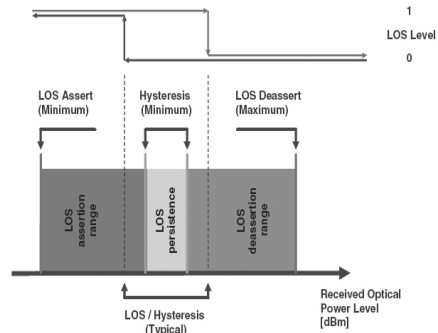 1
LOS Level
0
LOS Assert
(Minimum)
Hysteresis
(Minimum)
LOS Deassert
(Maximum)
LOS
assertion
range
LOS
persistence
LOS
deassertion
range
Received Optical
Power Level
[dBm]
LOS / Hysteresis
(Typical)